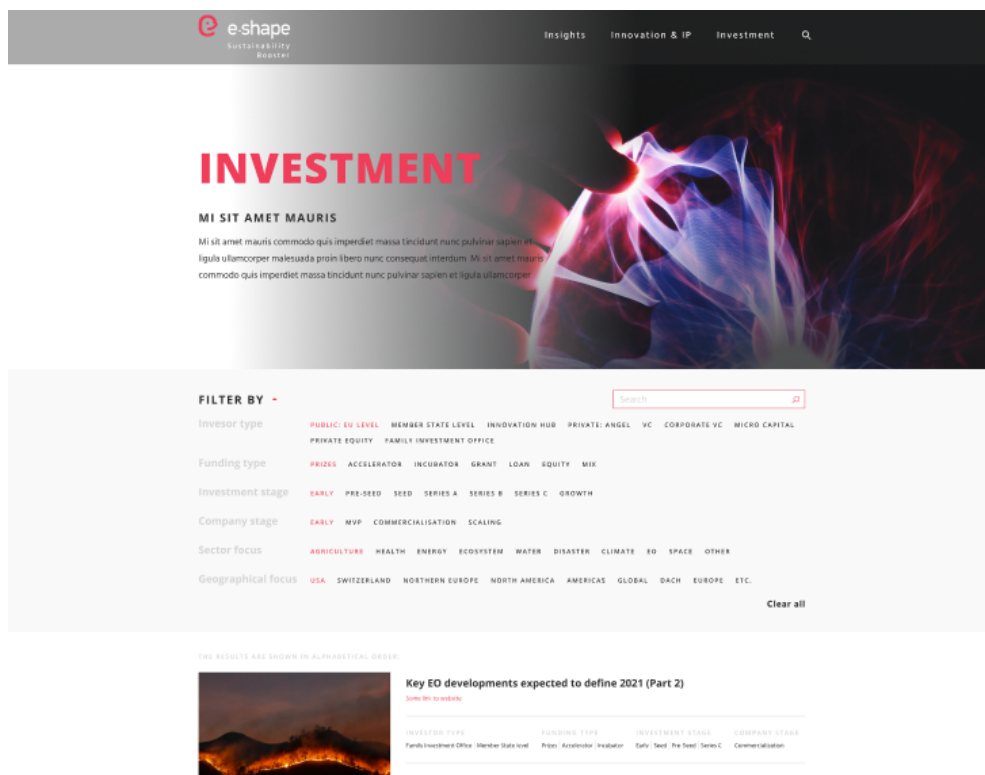 e·shape
Sustainability
Booster
Insights Innovation & IP Investment
INVESTMENT
MI SIT AMET MAURIS
Mi sit amet mauris commodo quis imperdiet massa tincidunt nunc pulvinar sapien et
ligula ullamcorper malesuada proin libero nunc consequat interdum. Mi sit amet mauris
commodo quis imperdiet massa tincidunt nunc pulvinar sapien et ligula ullamcorper
FILTER BY
Search
Invesor type PUBLIC: EU LEVEL MEMBER STATE LEVEL INNOVATION HUB PRIVATE: ANGEL VC CORPORATE VC MICRO CAPITAL
PRIVATE EQUITY FAMILY INVESTMENT OFFICE
Funding type PRIZES ACCELERATOR INCUBATOR GRANT LOAN EQUITY MIX
Investment stage EARLY PRE-SEED SEED SERIES A SERIES B SERIES C GROWTH
Company stage EARLY MVP COMMERCIALISATION SCALING
Sector focus AGRICULTURE HEALTH ENERGY ECOSYSTEM WATER DISASTER CLIMATE EO SPACE OTHER
Geographical focus USA SWITZERLAND NORTHERN EUROPE NORTH AMERICA AMERICAS GLOBAL DACH EUROPE ETC.
Clear all
THE RESULTS ARE SHOWN IN ALPHABETICAL ORDER:
Key EO developments expected to define 2021 (Part 2)
Some link to website
INVESTOR TYPE FUNDING TYPE INVESTMENT STAGE COMPANY STAGE
Family Investment Office | Member State level Prizes | Accelerator | Incubator Early | Seed | Pre Seed | Series C Commercialization